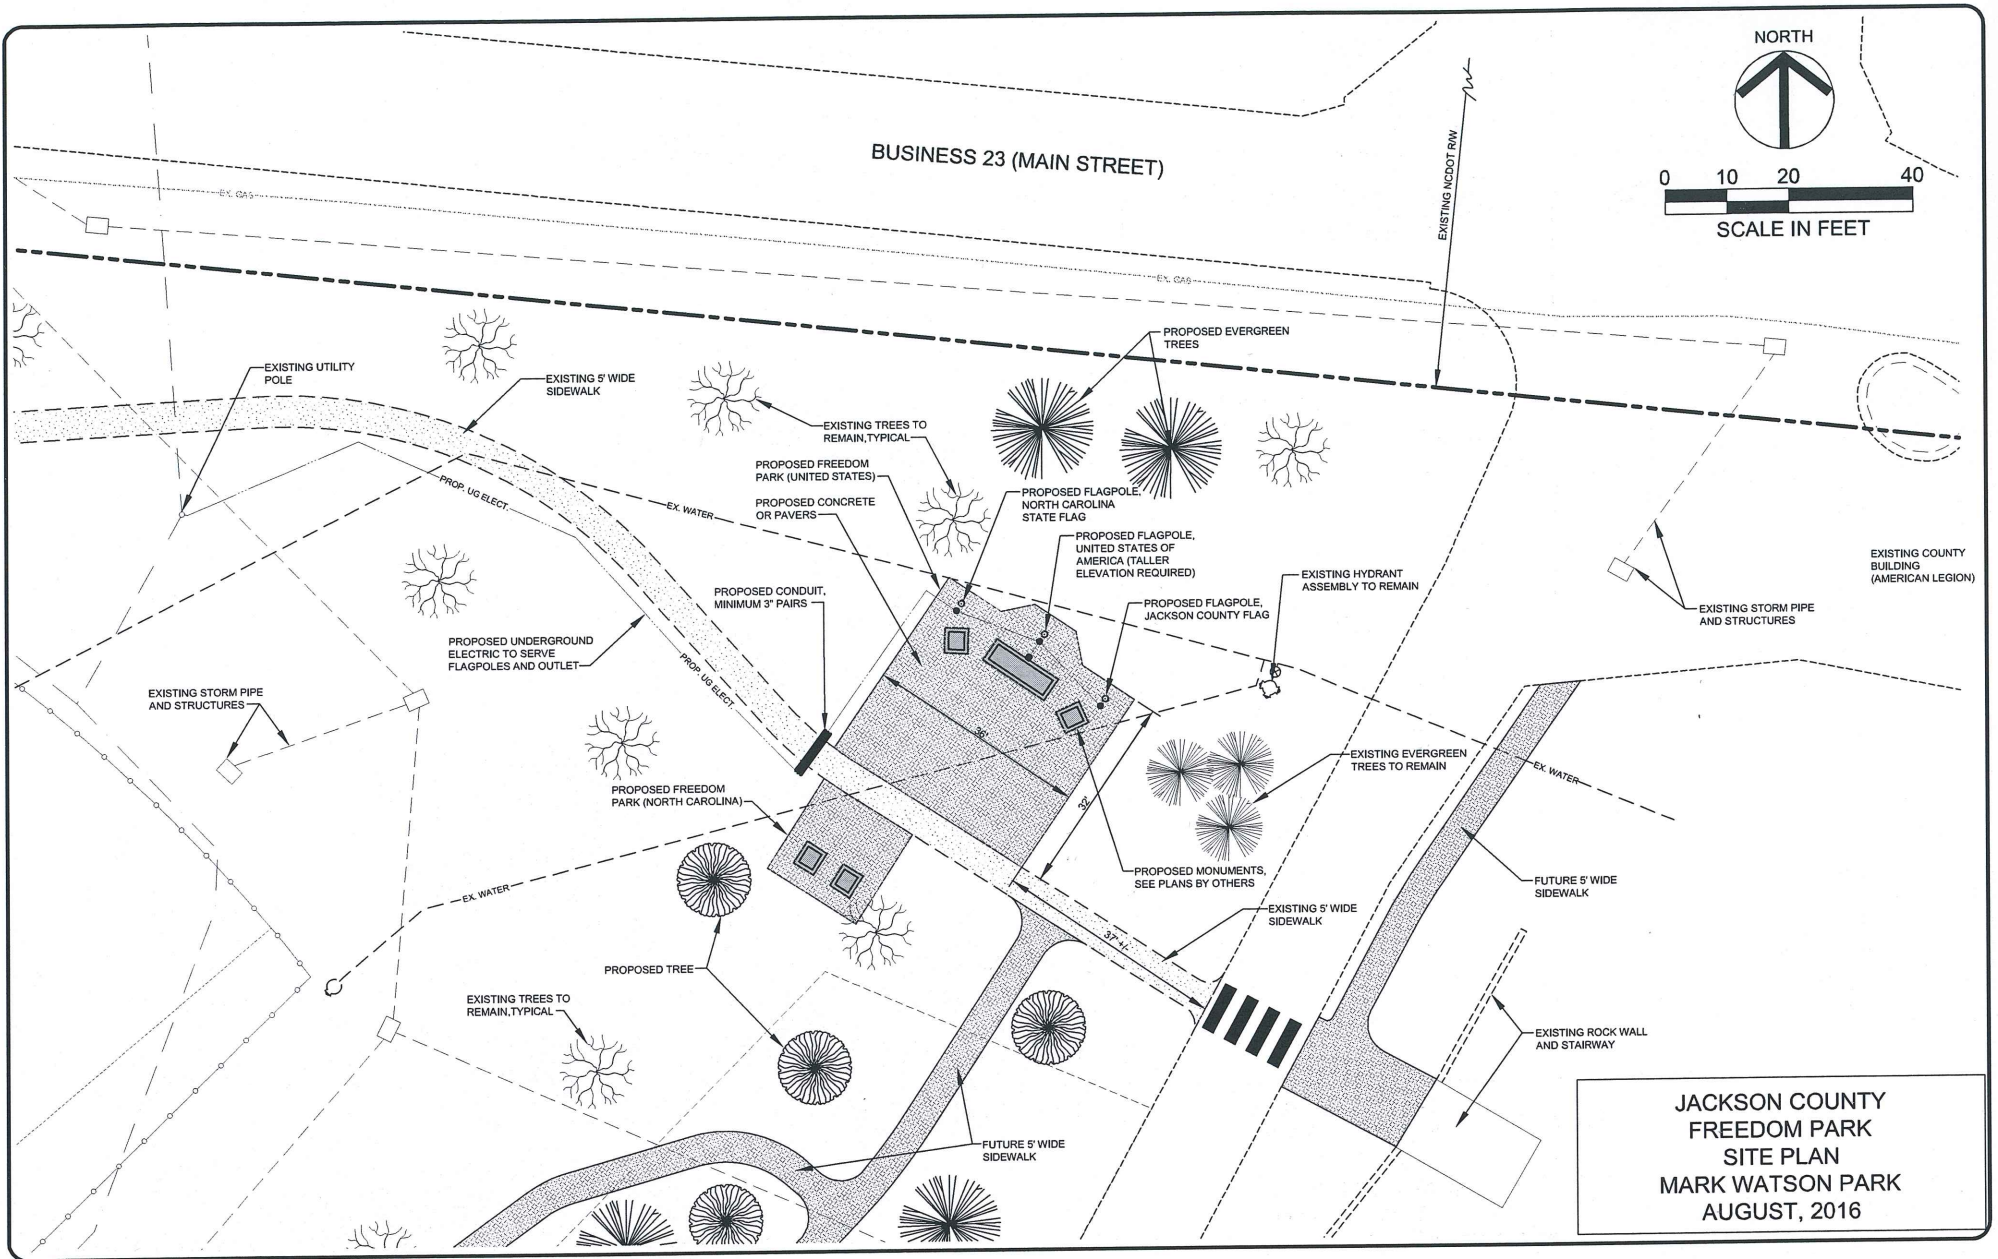 NORTH
0 10 20 40
SCALE IN FEET
BUSINESS 23 (MAIN STREET)
EXISTING NCDOT R/W
EX. GAS
EX. GAS
PROPOSED EVERGREEN
TREES
EXISTING UTILITY
POLE
EXISTING 5' WIDE
SIDEWALK
EXISTING TREES TO
REMAIN,TYPICAL
PROPOSED FREEDOM
PARK (UNITED STATES)
PROPOSED CONCRETE
OR PAVERS
PROP. UG ELECT.
EX. WATER
PROPOSED FLAGPOLE,
NORTH CAROLINA
STATE FLAG
PROPOSED FLAGPOLE,
UNITED STATES OF
AMERICA (TALLER
ELEVATION REQUIRED)
EXISTING COUNTY
BUILDING
(AMERICAN LEGION)
EXISTING HYDRANT
ASSEMBLY TO REMAIN
PROPOSED CONDUIT,
MINIMUM 3" PAIRS
PROPOSED FLAGPOLE,
JACKSON COUNTY FLAG
EXISTING STORM PIPE
AND STRUCTURES
PROPOSED UNDERGROUND
ELECTRIC TO SERVE
FLAGPOLES AND OUTLET
PROP. UG ELECT.
EXISTING STORM PIPE
AND STRUCTURES
36'
EXISTING EVERGREEN
TREES TO REMAIN
EX. WATER
PROPOSED FREEDOM
PARK (NORTH CAROLINA)
32'
PROPOSED MONUMENTS,
SEE PLANS BY OTHERS
FUTURE 5' WIDE
SIDEWALK
EX. WATER
EXISTING 5' WIDE
SIDEWALK
37' +/-
PROPOSED TREE
EXISTING TREES TO
REMAIN,TYPICAL
EXISTING ROCK WALL
AND STAIRWAY
FUTURE 5' WIDE
SIDEWALK
JACKSON COUNTY
FREEDOM PARK
SITE PLAN
MARK WATSON PARK
AUGUST, 2016